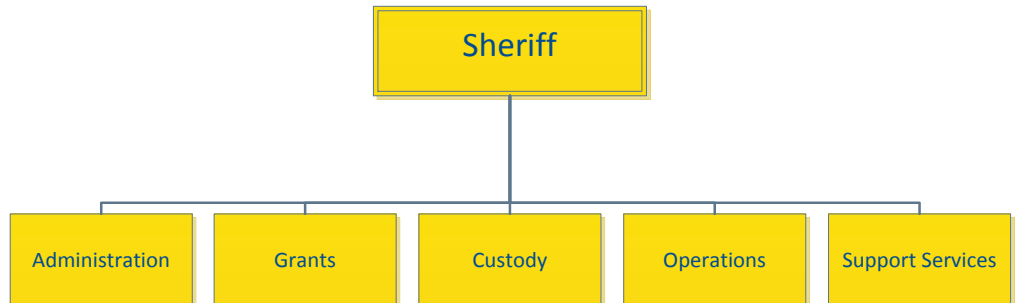 Sheriff
Administration
Grants
Custody
Operations
Support Services